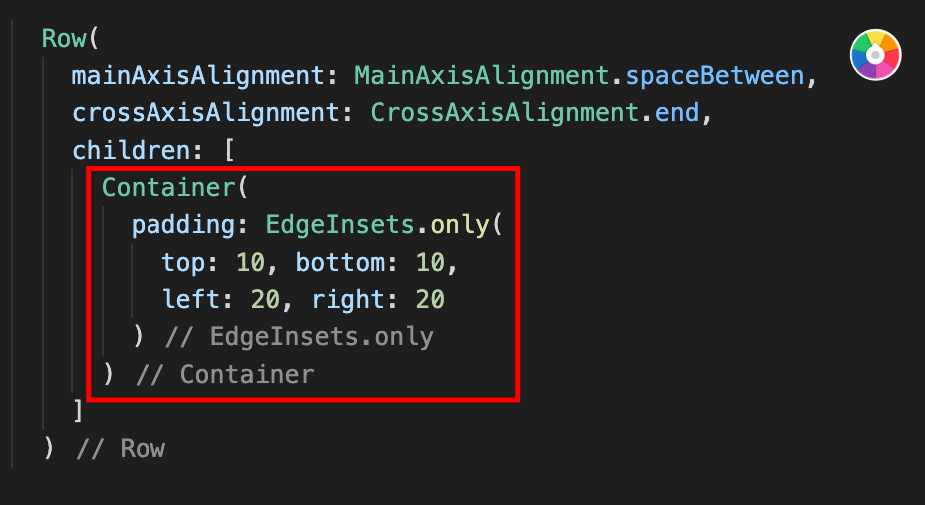 Row(
mainAxisAlignment: MainAxisAlignment.spaceBetween,
crossAxisAlignment: CrossAxisAlignment.end,
children: [
Container(
padding: EdgeInsets.only(
top: 10, bottom: 10,
left: 20, right: 20
) // EdgeInsets.only
) // Container
]
) // Row